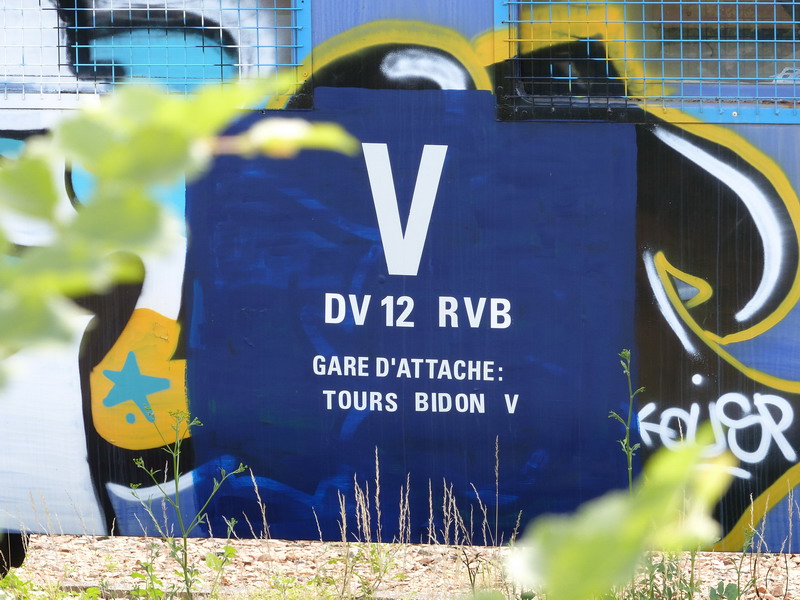 V
DV 12 RVB
GARE D'ATTACHE:
TOURS BIDON V